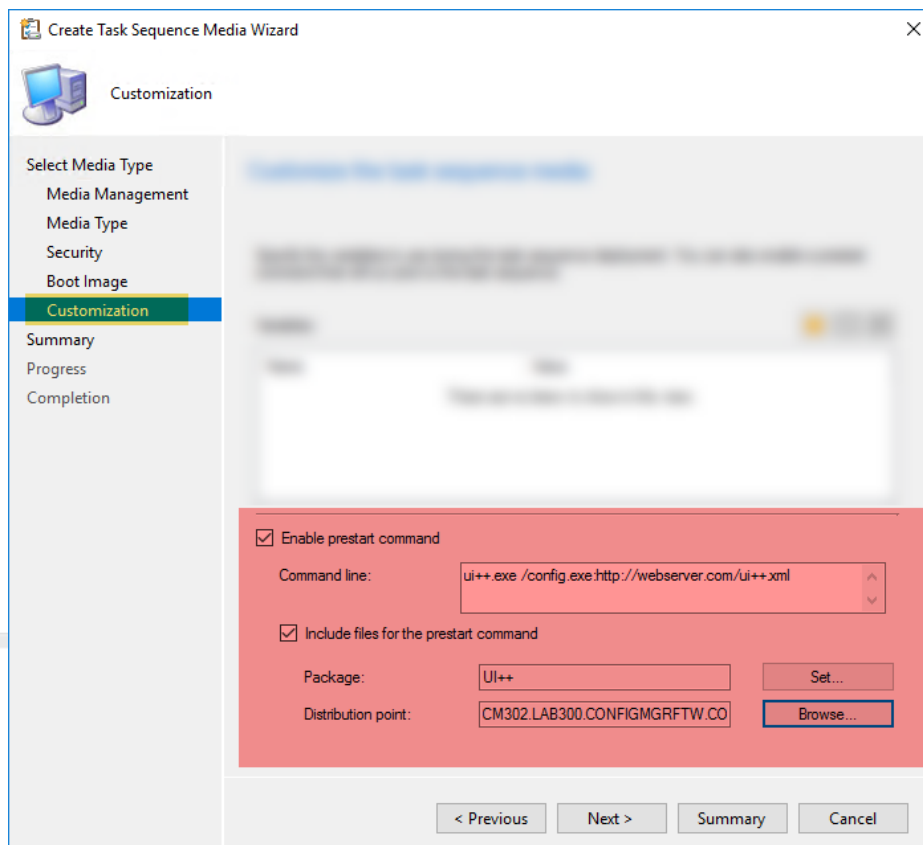 Create Task Sequence Media Wizard
Customization
Select Media Type
Media Management
Media Type
Security
Boot Image
Customization
Summary
Progress
Completion
Enable prestart command
Command line: ui++.exe /config.exe:http://webserver.com/ui++.xml
Include files for the prestart command
Package: UI++ Set...
Distribution point: CM302.LAB300.CONFIGMGRFTW.CO Browse...
< Previous Next > Summary Cancel